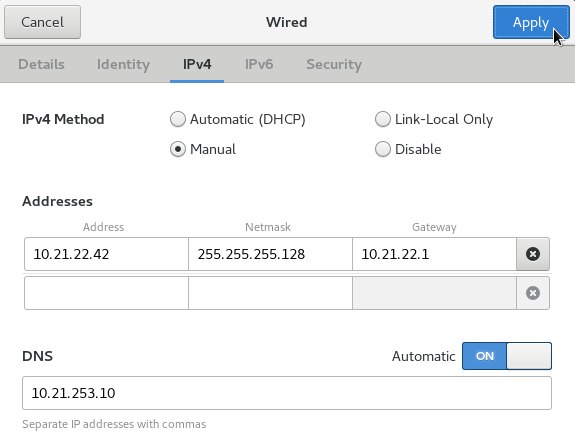 Cancel Wired Apply
Details Identity IPv4 IPv6 Security
IPv4 Method Automatic (DHCP) Link-Local Only
Manual Disable
Addresses
Address Netmask Gateway
10.21.22.42 255.255.255.128 10.21.22.1
DNS Automatic ON
10.21.253.10
Separate IP addresses with commas